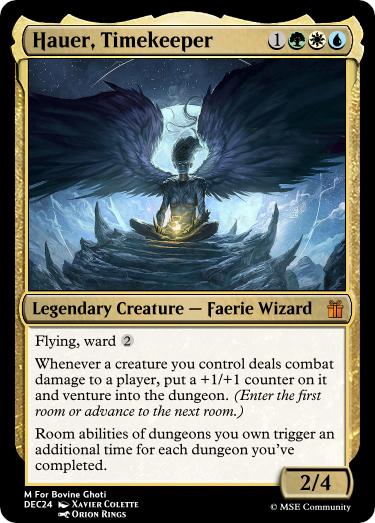 Hauer, Timekeeper 1
Legendary Creature — Faerie Wizard
Flying, ward 2
Whenever a creature you control deals combat
damage to a player, put a +1/+1 counter on it
and venture into the dungeon. (Enter the first
room or advance to the next room.)
Room abilities of dungeons you own trigger an
additional time for each dungeon you've
completed.
2/4
M For Bovine Ghoti
DEC24 Xavier Colette
Orion Rings
© MSE Community